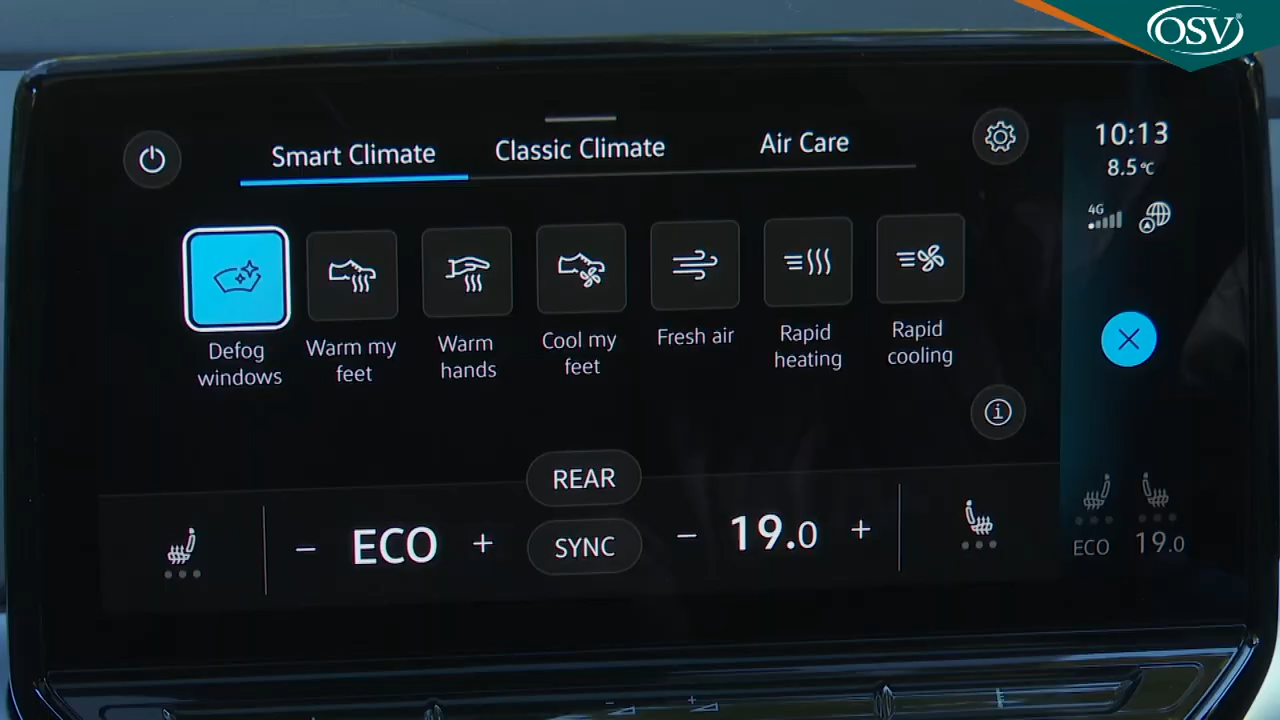 OSV
Smart Climate
Classic Climate
Air Care
10:13
8.5°C
4G
Defog
windows
Warm my
feet
Warm
hands
Cool my
feet
Fresh air
Rapid
heating
Rapid
cooling
REAR
ECO
SYNC
19.0
ECO 19.0